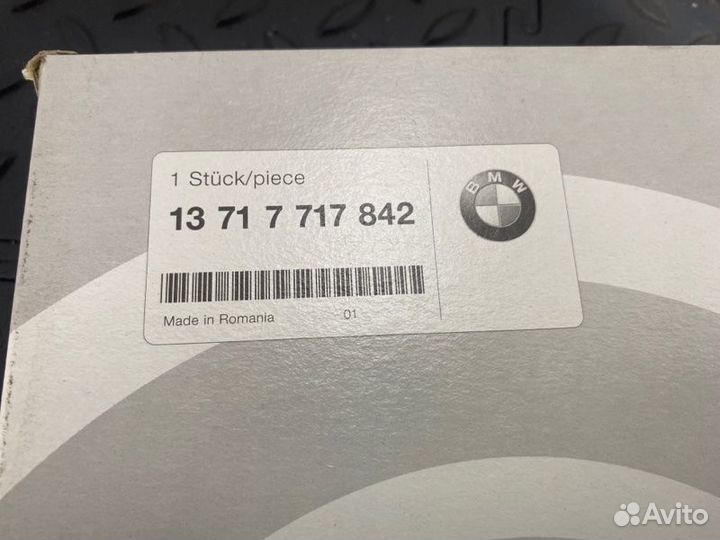 1 Stück/piece
13 71 7 717 842
BMW
Made in Romania 01
Avito